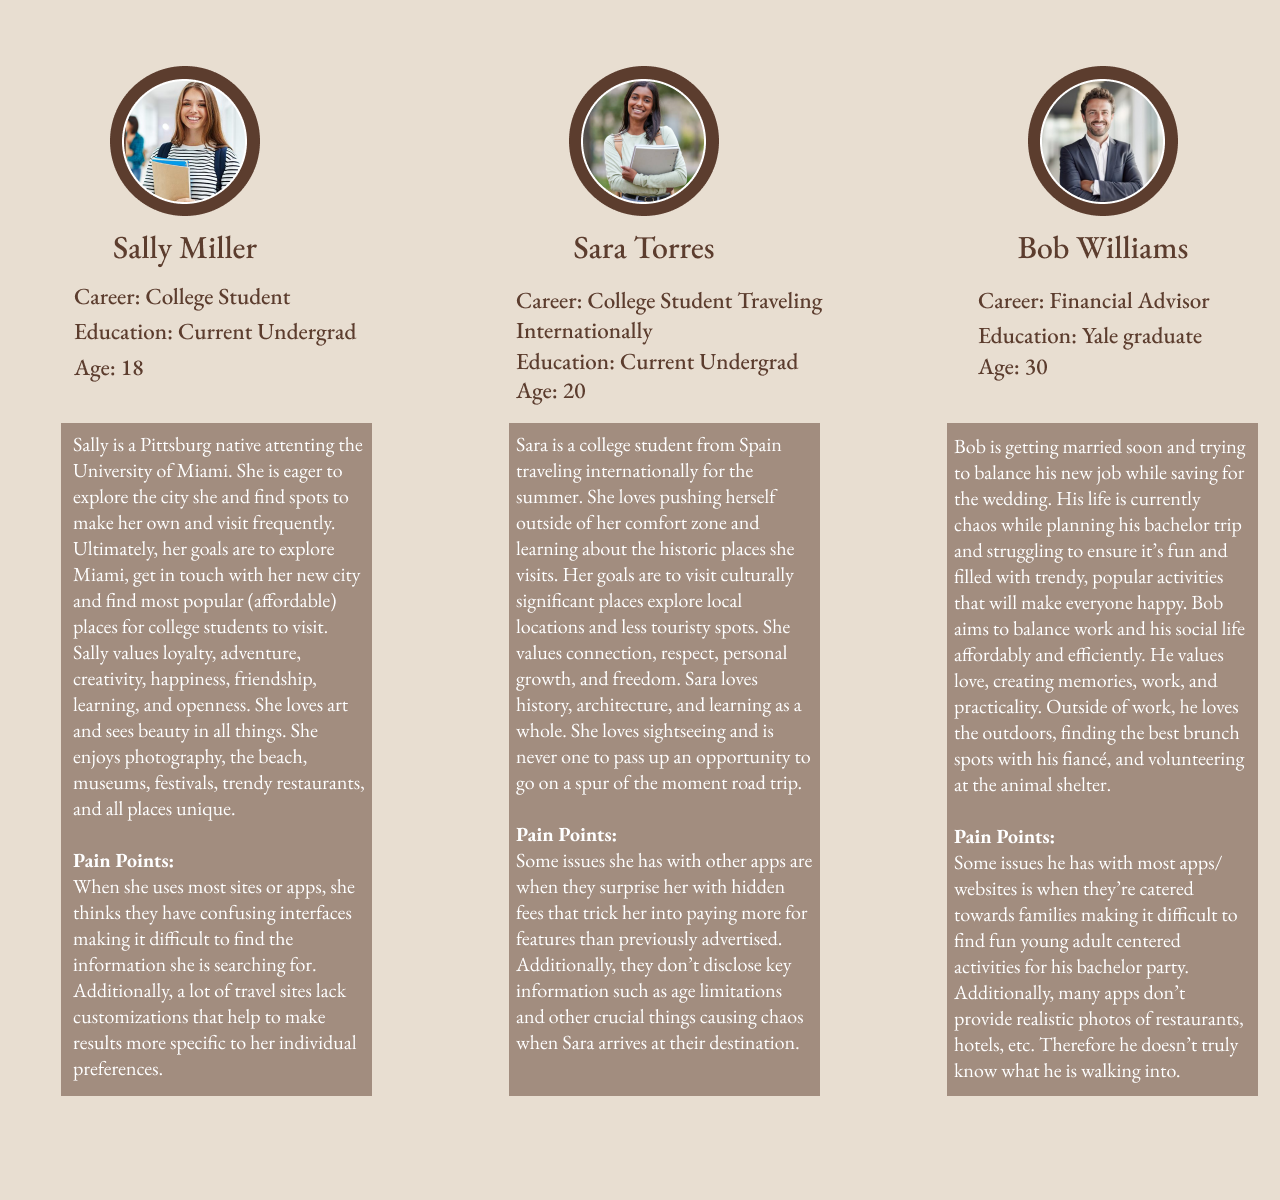 Sally Miller
Career: College Student
Education: Current Undergrad
Age: 18
Sally is a Pittsburg native attenting the
University of Miami. She is eager to
explore the city she and find spots to
make her own and visit frequently.
Ultimately, her goals are to explore
Miami, get in touch with her new city
and find most popular (affordable)
places for college students to visit.
Sally values loyalty, adventure,
creativity, happiness, friendship,
learning, and openness. She loves art
and sees beauty in all things. She
enjoys photography, the beach,
museums, festivals, trendy restaurants,
and all places unique.
Pain Points:
When she uses most sites or apps, she
thinks they have confusing interfaces
making it difficult to find the
information she is searching for.
Additionally, a lot of travel sites lack
customizations that help to make
results more specific to her individual
preferences.
Sara Torres
Career: College Student Traveling
Internationally
Education: Current Undergrad
Age: 20
Sara is a college student from Spain
traveling internationally for the
summer. She loves pushing herself
outside of her comfort zone and
learning about the historic places she
visits. Her goals are to visit culturally
significant places explore local
locations and less touristy spots. She
values connection, respect, personal
growth, and freedom. Sara loves
history, architecture, and learning as a
whole. She loves sightseeing and is
never one to pass up an opportunity to
go on a spur of the moment road trip.
Pain Points:
Some issues she has with other apps are
when they surprise her with hidden
fees that trick her into paying more for
features than previously advertised.
Additionally, they don’t disclose key
information such as age limitations
and other crucial things causing chaos
when Sara arrives at their destination.
Bob Williams
Career: Financial Advisor
Education: Yale graduate
Age: 30
Bob is getting married soon and trying
to balance his new job while saving for
the wedding. His life is currently
chaos while planning his bachelor trip
and struggling to ensure it’s fun and
filled with trendy, popular activities
that will make everyone happy. Bob
aims to balance work and his social life
affordably and efficiently. He values
love, creating memories, work, and
practicality. Outside of work, he loves
the outdoors, finding the best brunch
spots with his fiancé, and volunteering
at the animal shelter.
Pain Points:
Some issues he has with most apps/
websites is when they’re catered
towards families making it difficult to
find fun young adult centered
activities for his bachelor party.
Additionally, many apps don’t
provide realistic photos of restaurants,
hotels, etc. Therefore he doesn’t truly
know what he is walking into.